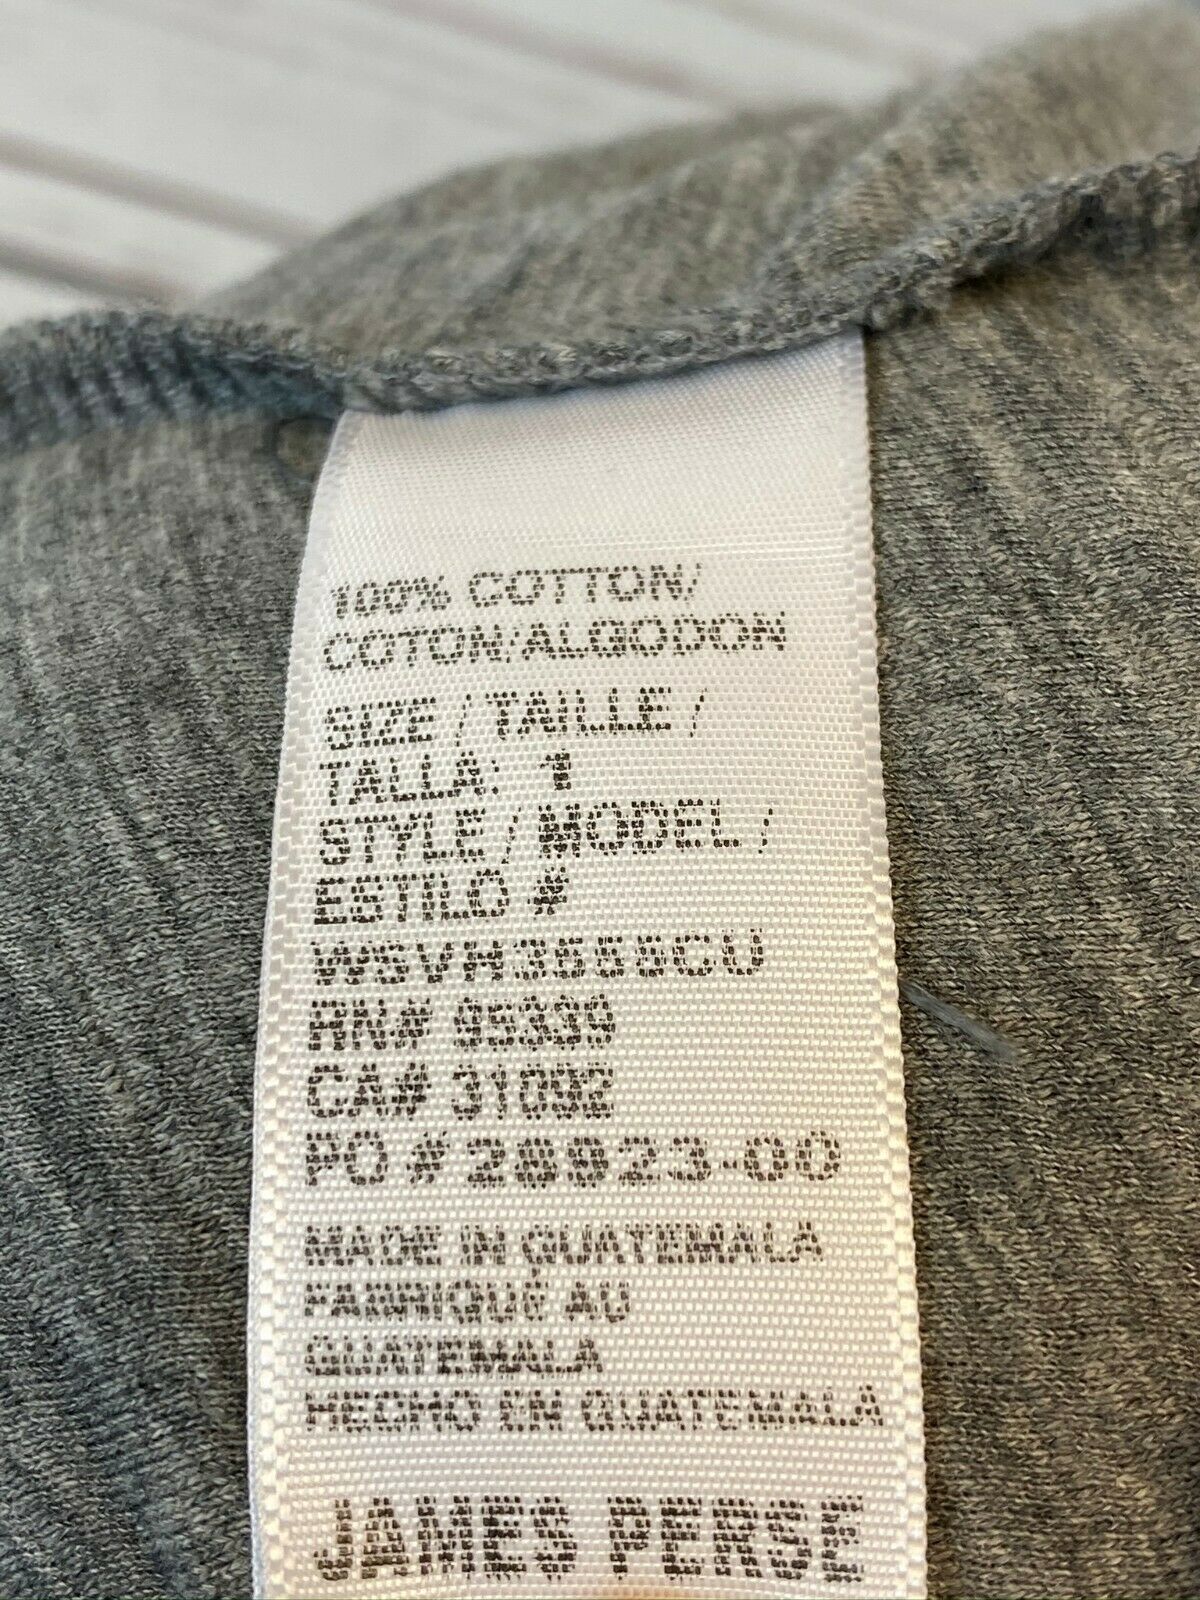 100% COTTON/
COTON/ALGODON
SIZE / TAILLE /
TALLA: 1
STYLE / MODEL /
ESTILO #
WSVH3555CU
RN# 95339
CA# 31092
PO #28923-00
MADE IN GUATEMALA
FABRIQUÉ AU
GUATEMALA
HECHO EN GUATEMALA
JAMES PERSE